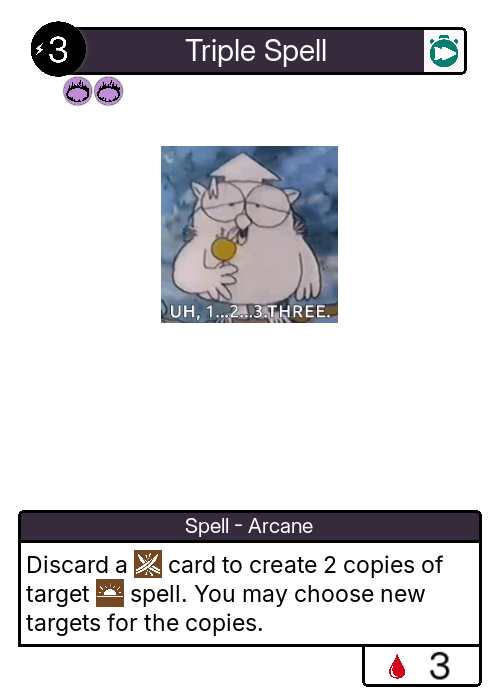 3
Triple Spell
UH, 1...2...3.THREE.
Spell - Arcane
Discard a card to create 2 copies of
target spell. You may choose new
targets for the copies.
3